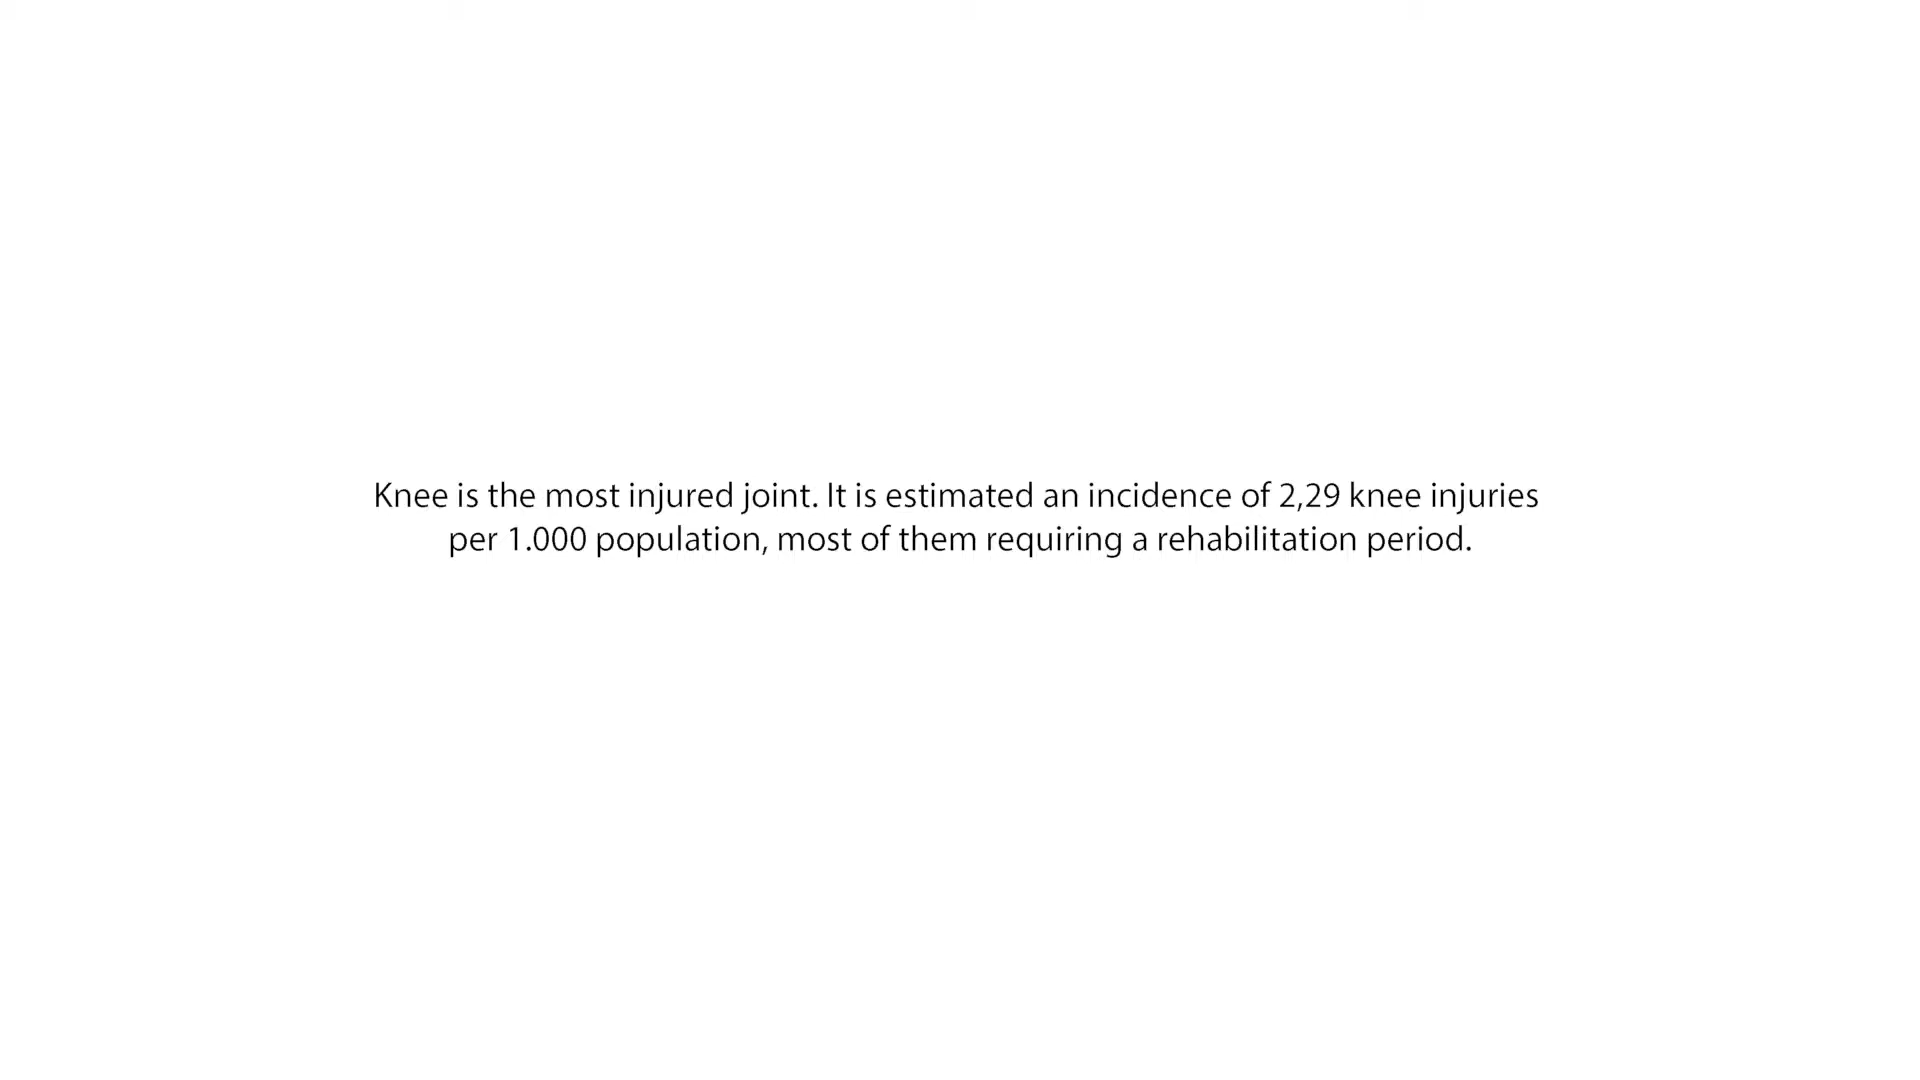 Knee is the most injured joint. It is estimated an incidence of 2,29 knee injuries
per 1.000 population, most of them requiring a rehabilitation period.